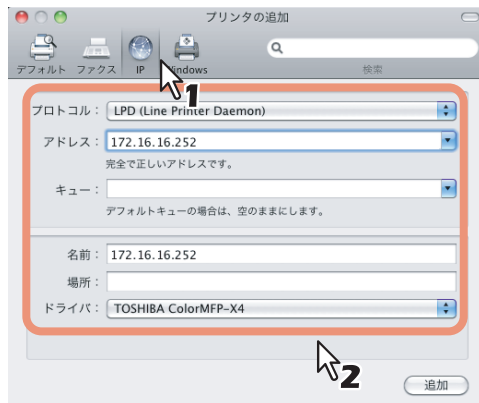 プリンタの追加
デフォルト ファクス IP Windows 検索
1
プロトコル： LPD (Line Printer Daemon)
アドレス： 172.16.16.252
完全で正しいアドレスです。
キュー：
デフォルトキューの場合は、空のままにします。
名前： 172.16.16.252
場所：
ドライバ： TOSHIBA ColorMFP-X4
2
追加